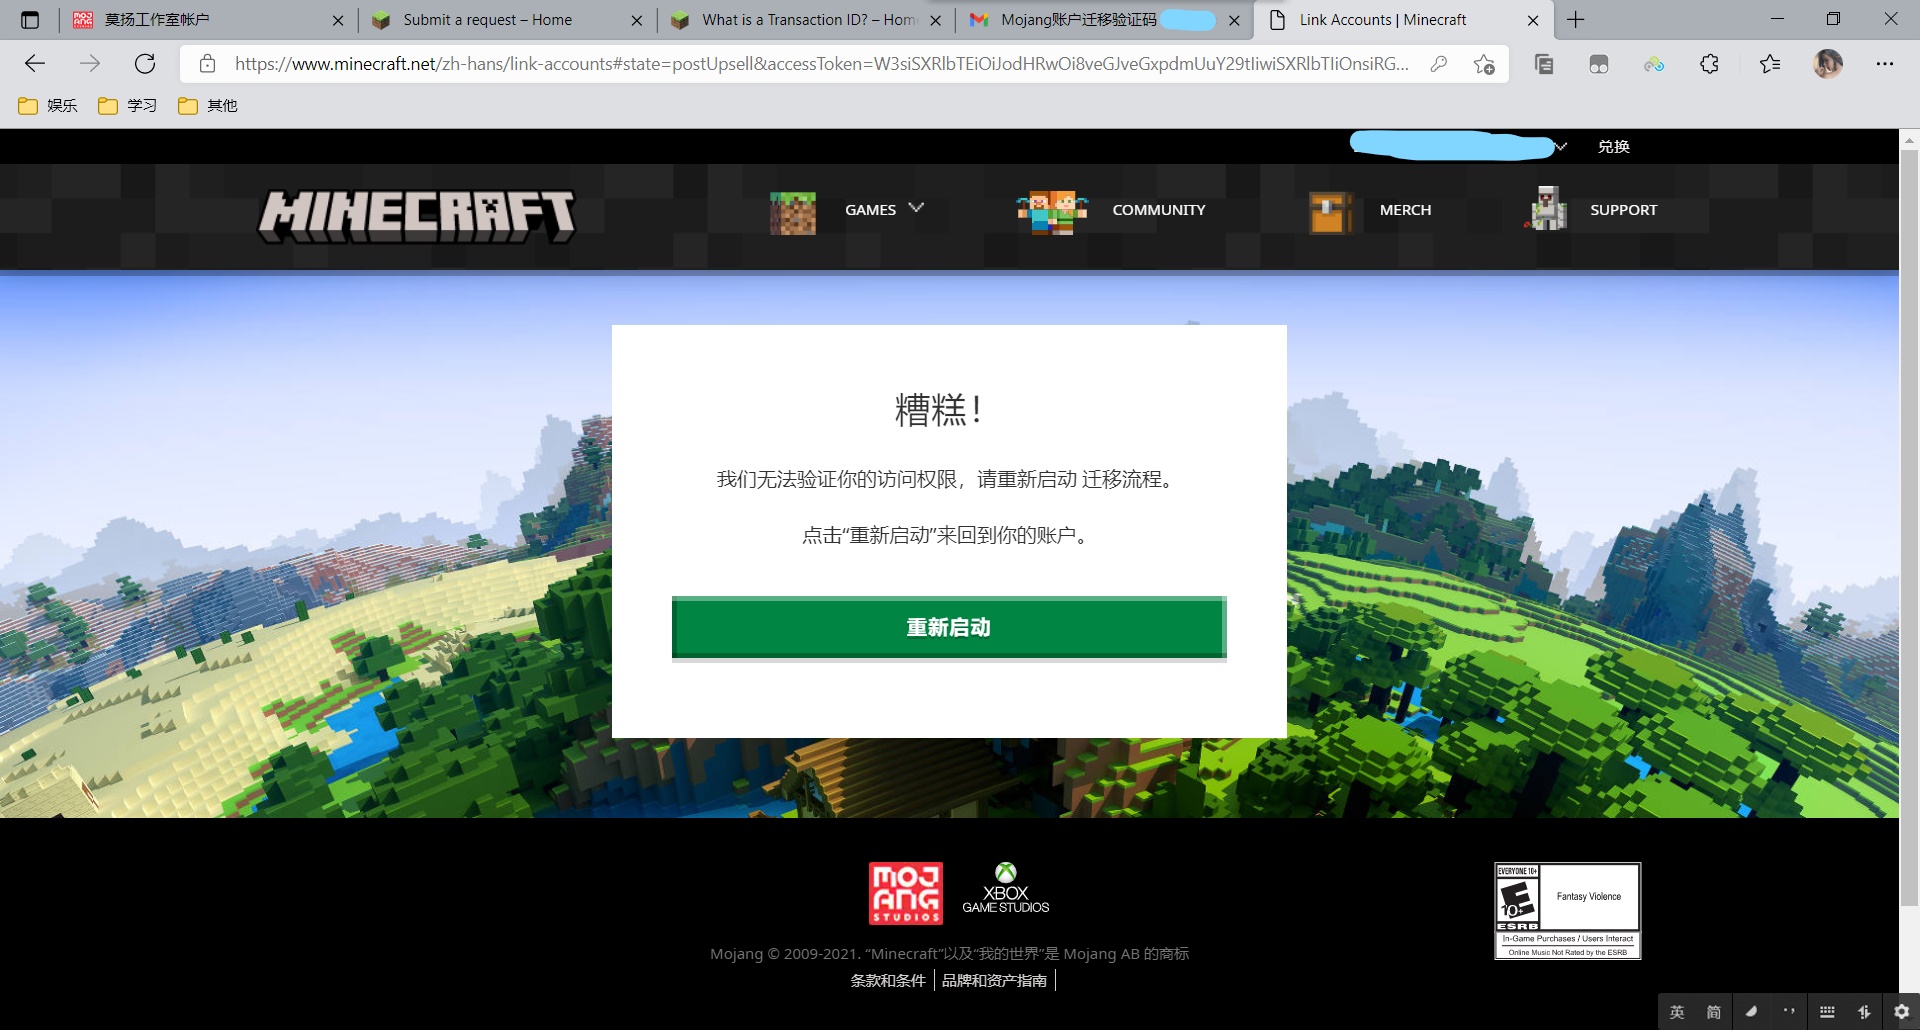 莫扬工作室帐户
Submit a request – Home
What is a Transaction ID? – Hom
Mojang账户迁移验证码
Link Accounts | Minecraft
https://www.minecraft.net/zh-hans/link-accounts#state=postUpsell&accessToken=W3siSXRlbTEiOiJodHRwOi8veGJveGxpdmUuY29tIiwiSXRlbTIiOnsiRG...
娱乐
学习
其他
兑换
MINECRAFT
GAMES
COMMUNITY
MERCH
SUPPORT
糟糕！
我们无法验证你的访问权限，请重新启动 迁移流程。
点击“重新启动”来回到你的账户。
重新启动
MOJANG STUDIOS
XBOX
GAME STUDIOS
EVERYONE 10+
E 10+
ESRB
Fantasy Violence
In-Game Purchases / Users Interact
Online Music Not Rated by the ESRB
Mojang © 2009-2021. “Minecraft”以及“我的世界”是 Mojang AB 的商标
条款和条件
品牌和资产指南
英
简